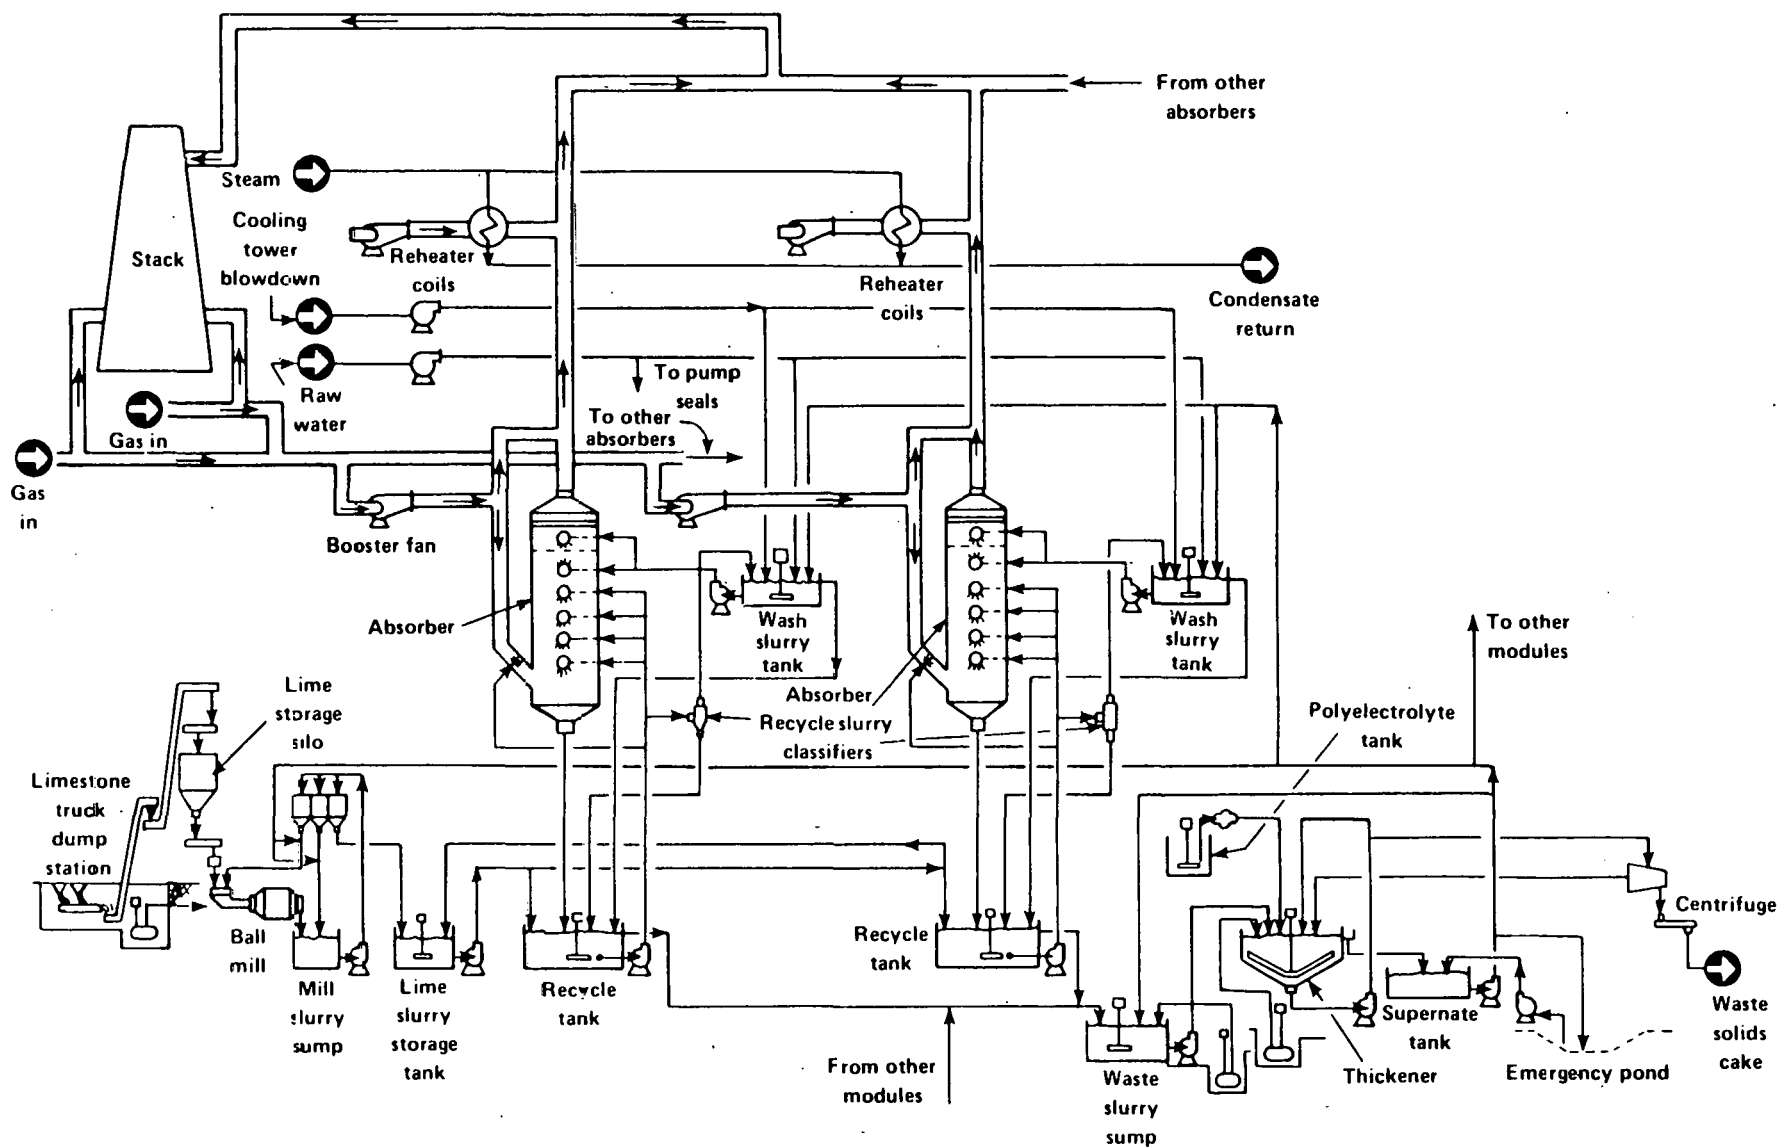 From other
absorbers
Steam
Cooling
tower
blowdown
Stack
Reheater
coils
Reheater
coils
Condensate
return
Raw
water
To pump
seals
To other
absorbers
Gas in
Gas
in
Booster fan
Absorber
Wash
slurry
tank
Wash
slurry
tank
To other
modules
Absorber
Recycle slurry
classifiers
Polyelectrolyte
tank
Lime
storage
silo
Limestone
truck
dump
station
Ball
mill
Mill
slurry
sump
Lime
slurry
storage
tank
Recycle
tank
Recycle
tank
Centrifuge
Waste
solids
cake
Supernate
tank
Thickener
Emergency pond
From other
modules
Waste
slurry
sump